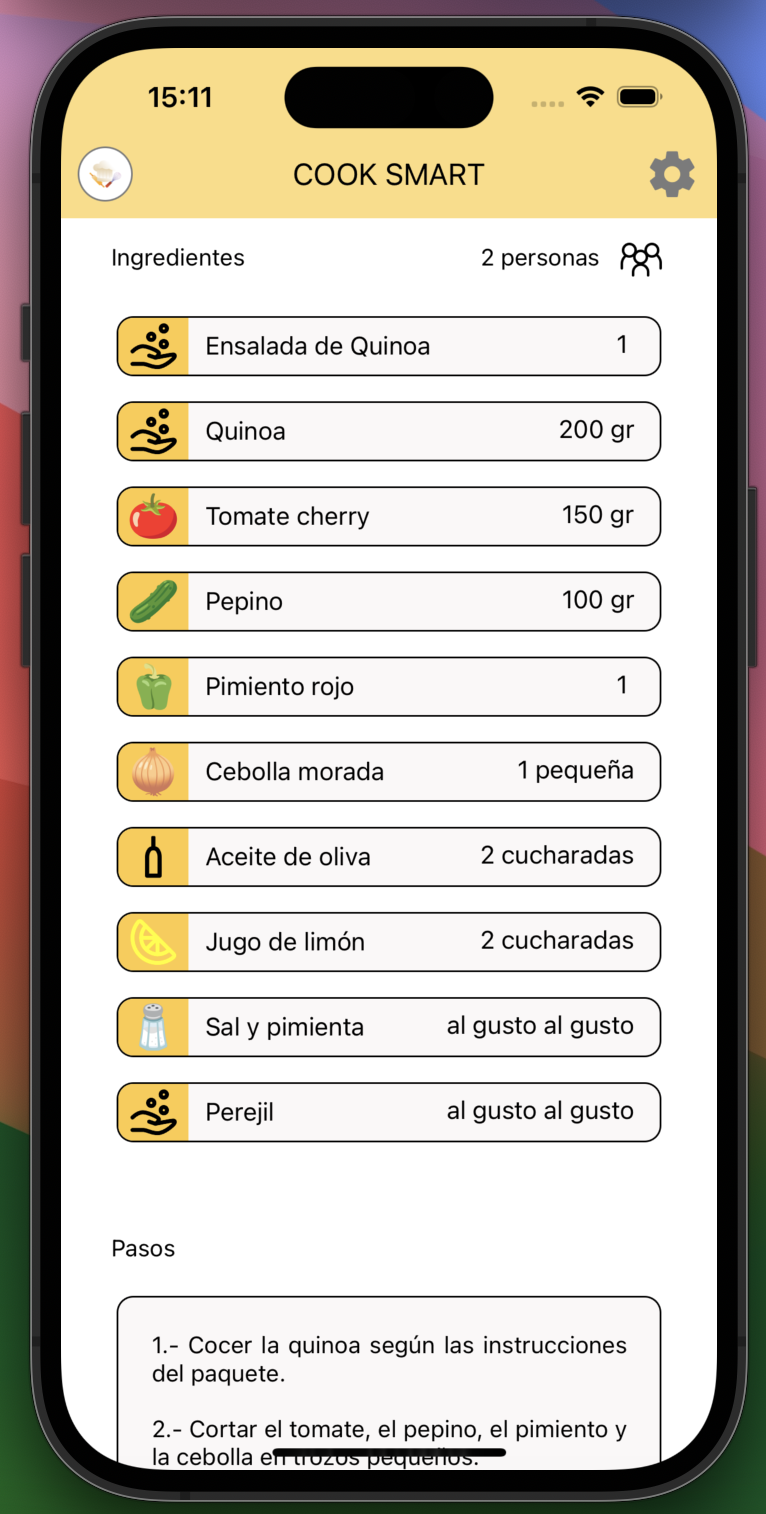 15:11
COOK SMART
Ingredientes 2 personas
Ensalada de Quinoa 1
Quinoa 200 gr
Tomate cherry 150 gr
Pepino 100 gr
Pimiento rojo 1
Cebolla morada 1 pequeña
Aceite de oliva 2 cucharadas
Jugo de limón 2 cucharadas
Sal y pimienta al gusto al gusto
Perejil al gusto al gusto
Pasos
1.- Cocer la quinoa según las instrucciones
del paquete.
2.- Cortar el tomate, el pepino, el pimiento y
la cebolla en trozos pequeños.